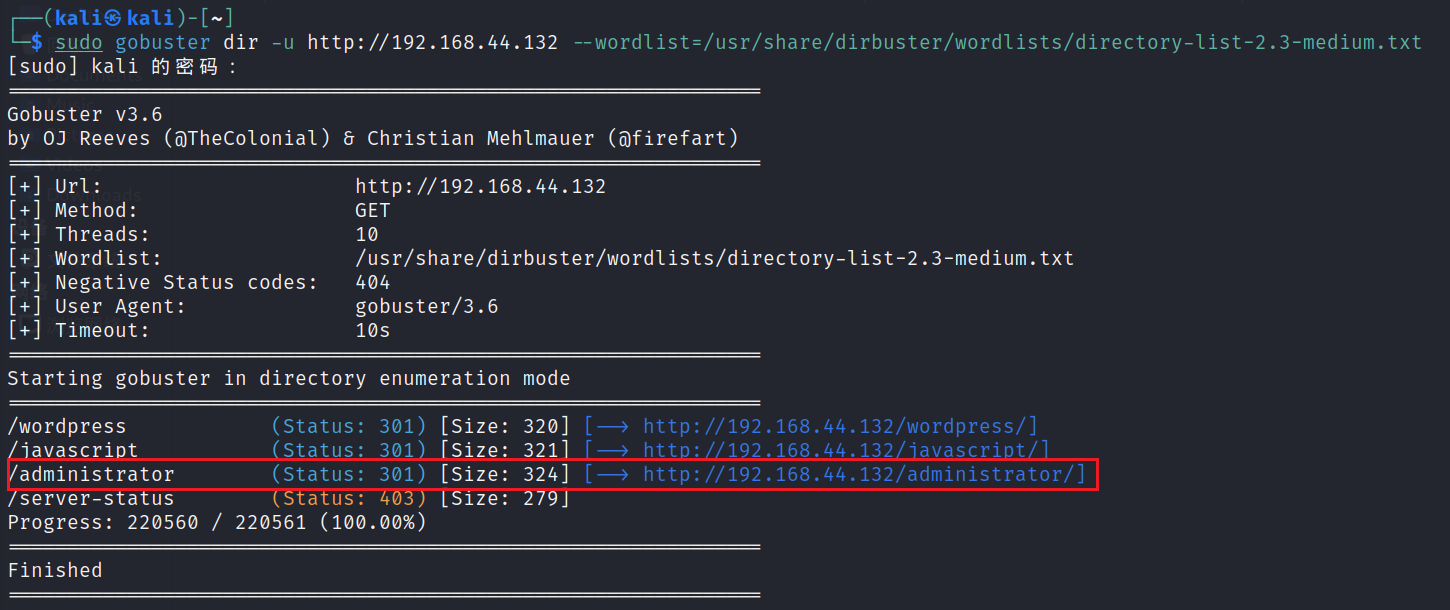 ┌──(kali㉿kali)-[~]
└─$ sudo gobuster dir -u http://192.168.44.132 --wordlist=/usr/share/dirbuster/wordlists/directory-list-2.3-medium.txt
[sudo] kali 的密码：
===============================================================
Gobuster v3.6
by OJ Reeves (@TheColonial) & Christian Mehlmauer (@firefart)
===============================================================
[+] Url:                     http://192.168.44.132
[+] Method:                  GET
[+] Threads:                 10
[+] Wordlist:                /usr/share/dirbuster/wordlists/directory-list-2.3-medium.txt
[+] Negative Status codes:   404
[+] User Agent:              gobuster/3.6
[+] Timeout:                 10s
===============================================================
Starting gobuster in directory enumeration mode
===============================================================
/wordpress            (Status: 301) [Size: 320] [--> http://192.168.44.132/wordpress/]
/javascript           (Status: 301) [Size: 321] [--> http://192.168.44.132/javascript/]
/administrator        (Status: 301) [Size: 324] [--> http://192.168.44.132/administrator/]
/server-status        (Status: 403) [Size: 279]
Progress: 220560 / 220561 (100.00%)
===============================================================
Finished
===============================================================